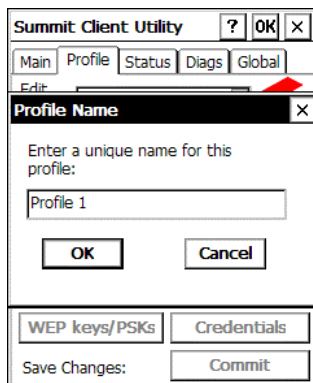 Summit Client Utility ? OK ×
Main Profile Status Diags Global
Edit
Profile Name ×
Enter a unique name for this
profile:
Profile 1
OK Cancel
WEP keys/PSKs Credentials
Save Changes: Commit